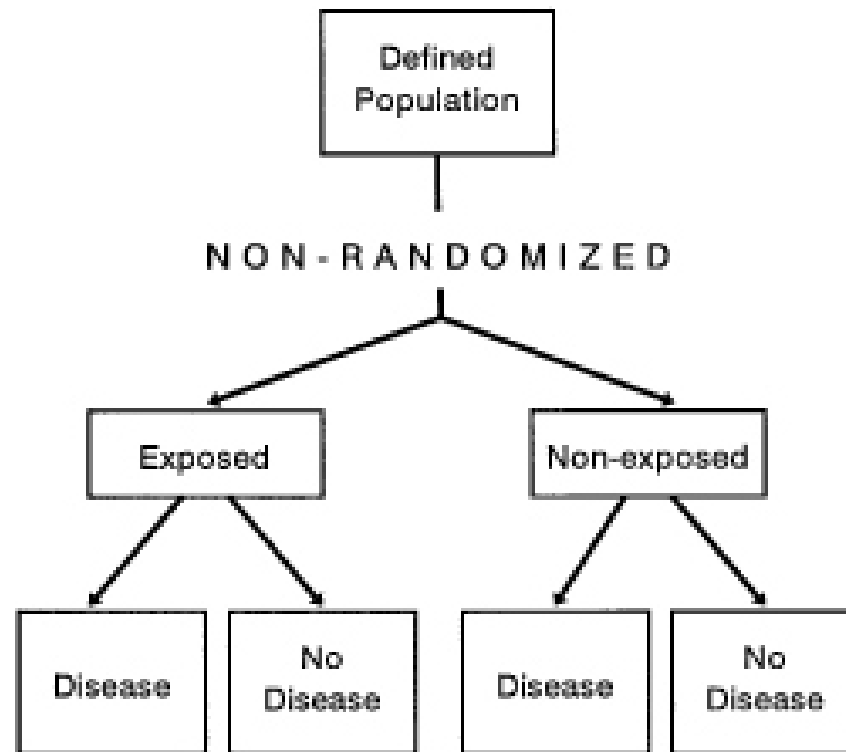 Defined
Population
NON-RANDOMIZED
Exposed
Non-exposed
Disease
No
Disease
Disease
No
Disease